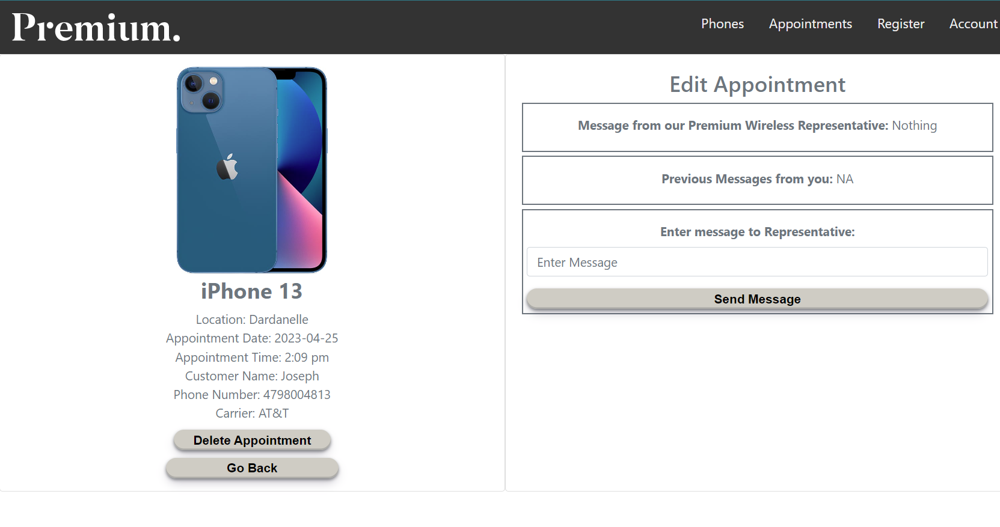 Premium.
Phones Appointments Register Account
iPhone 13
Location: Dardanelle
Appointment Date: 2023-04-25
Appointment Time: 2:09 pm
Customer Name: Joseph
Phone Number: 4798004813
Carrier: AT&T
Delete Appointment
Go Back
Edit Appointment
Message from our Premium Wireless Representative: Nothing
Previous Messages from you: NA
Enter message to Representative:
Enter Message
Send Message